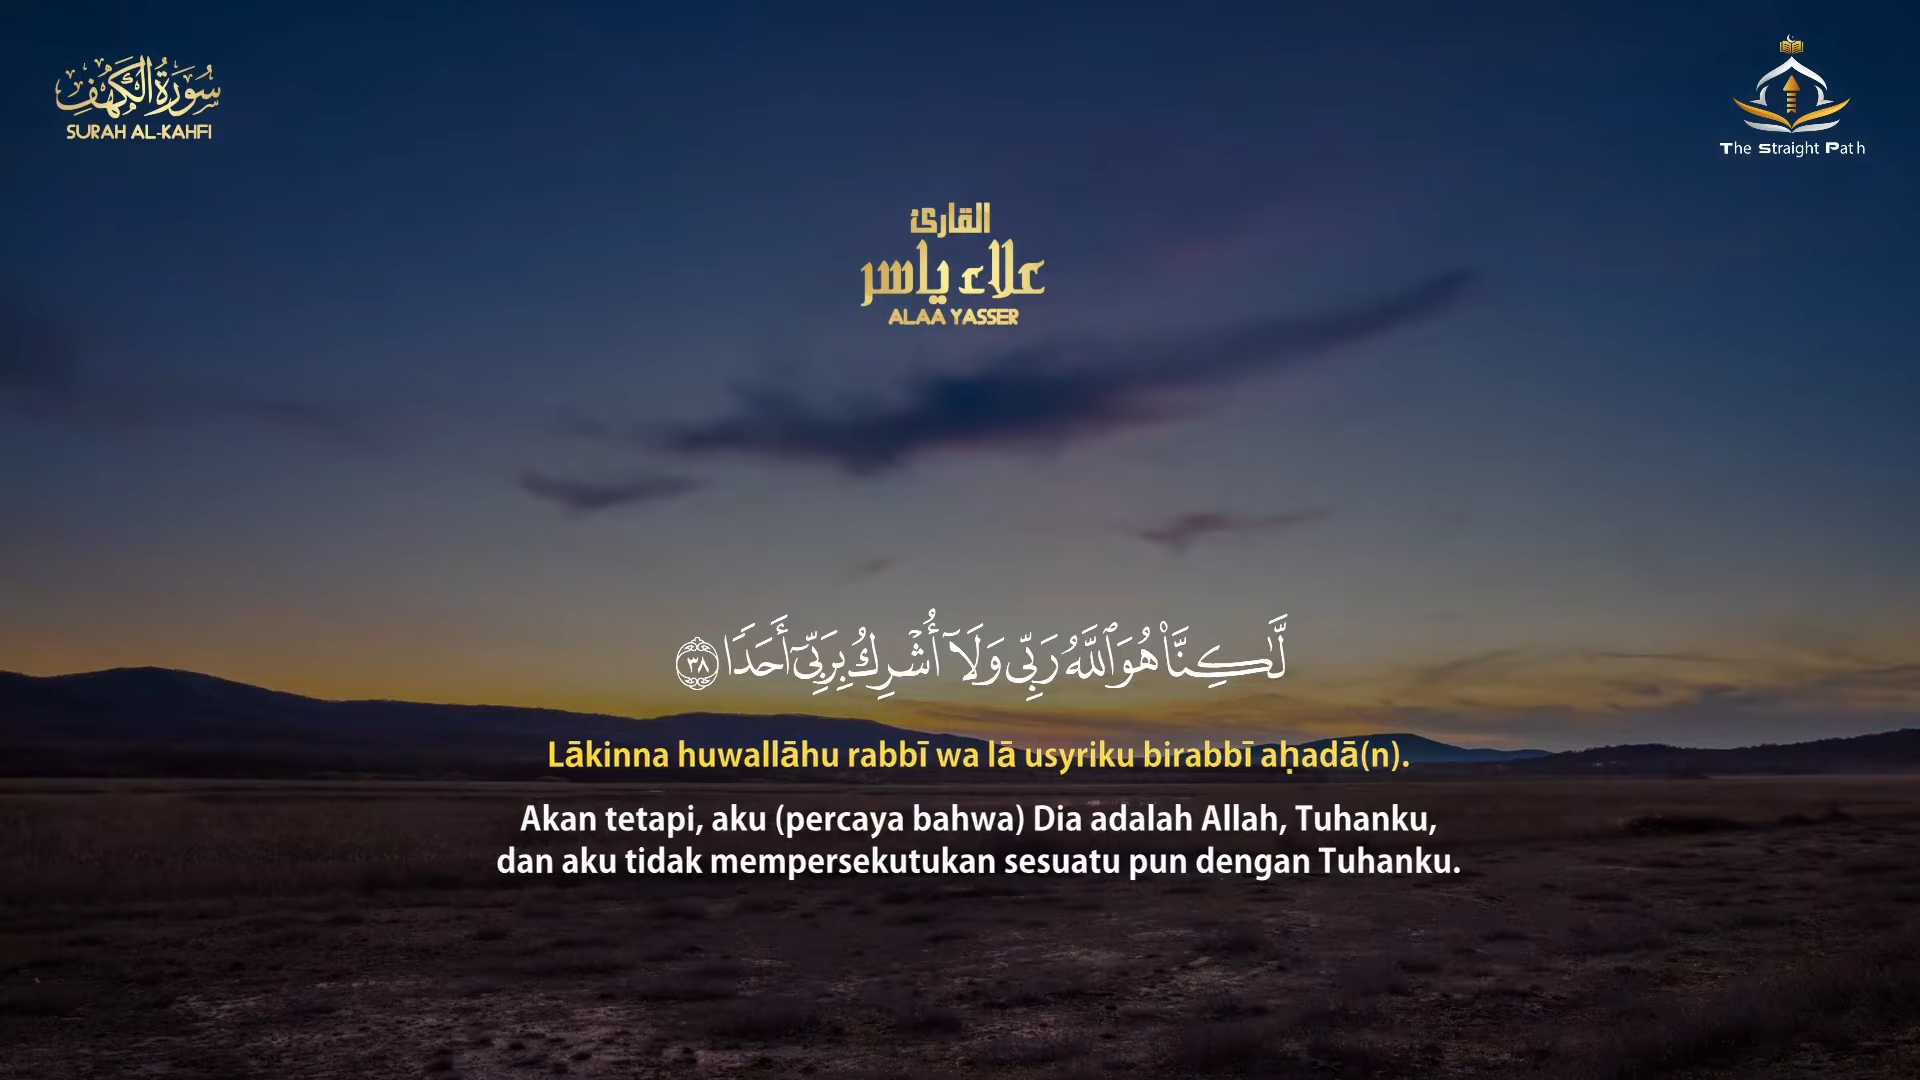 سُورَةُ الْكَهْفِ
SURAH AL-KAHFI
The Straight Path
القارئ
علاء ياسر
ALAA YASSER
لَّٰكِنَّا۠ هُوَ ٱللَّهُ رَبِّى وَلَآ أُشْرِكُ بِرَبِّىٓ أَحَدًا ٣٨
Lākinna huwallāhu rabbī wa lā usyriku birabbī aḥadā(n).
Akan tetapi, aku (percaya bahwa) Dia adalah Allah, Tuhanku,
dan aku tidak mempersekutukan sesuatu pun dengan Tuhanku.